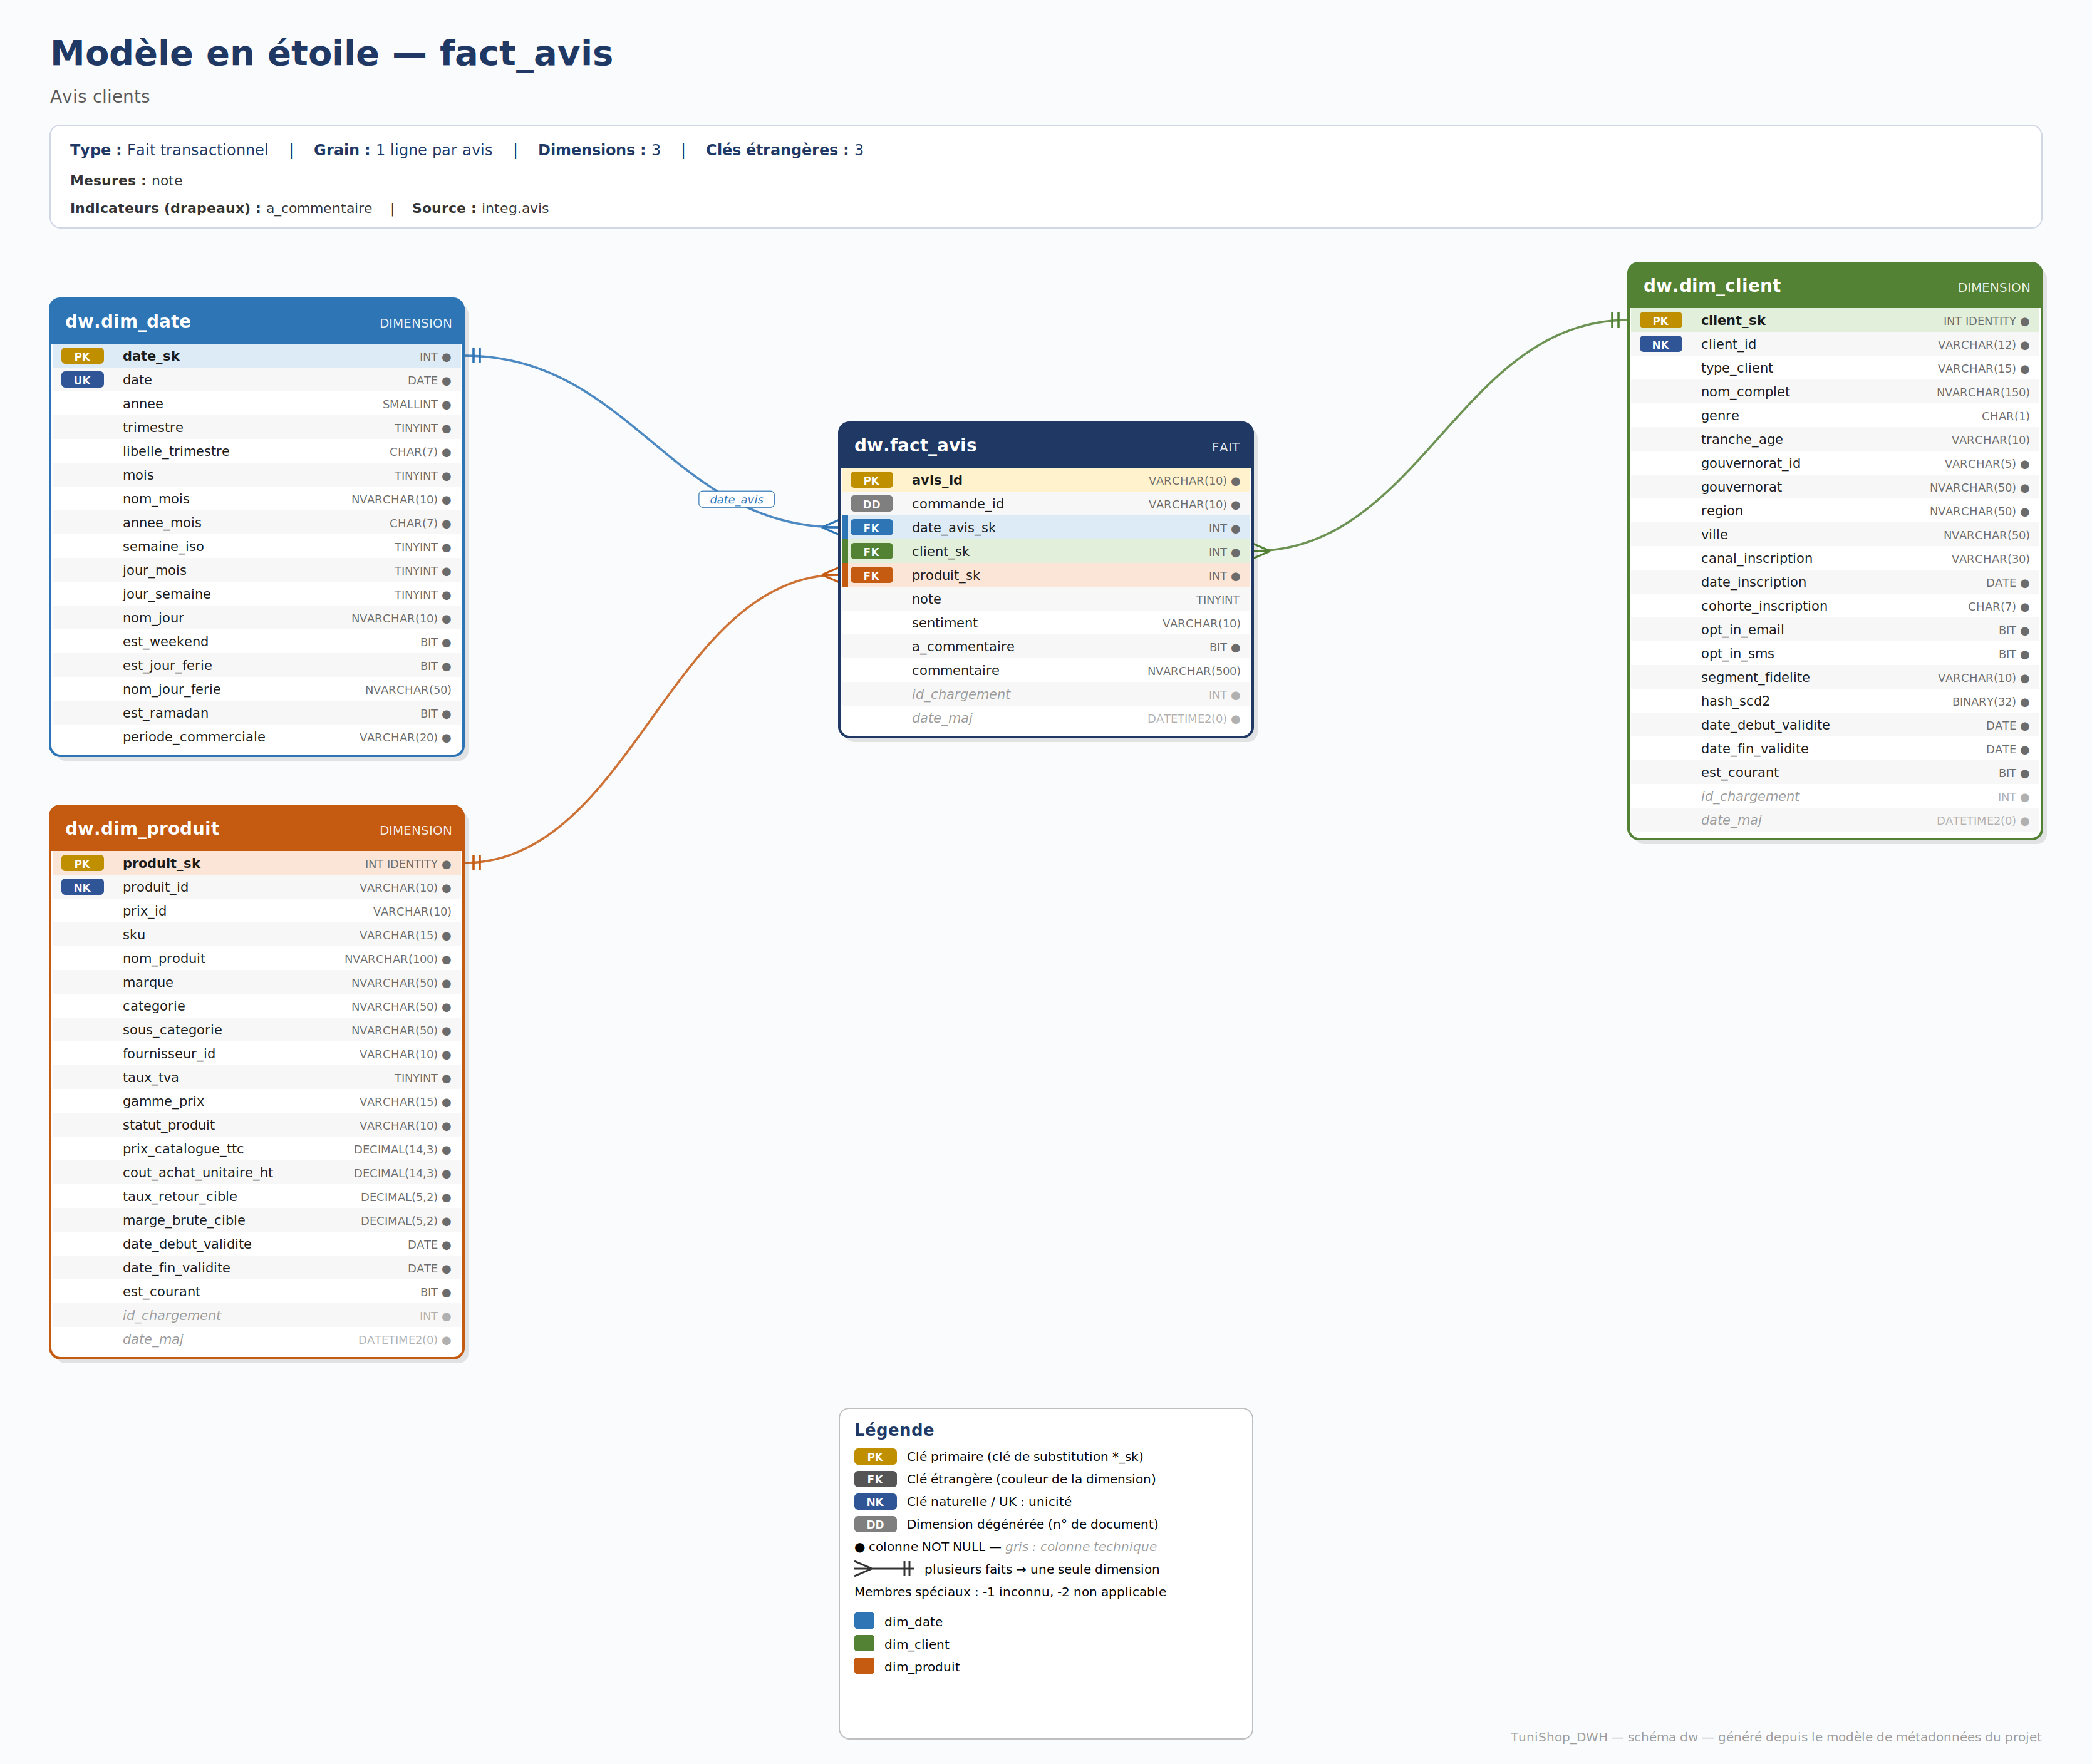 Modèle en étoile — fact_avis
Avis clients
Type : Fait transactionnel | Grain : 1 ligne par avis | Dimensions : 3 | Clés étrangères : 3
Mesures : note
Indicateurs (drapeaux) : a_commentaire | Source : integ.avis
dw.dim_date DIMENSION
PK date_sk INT ●
UK date DATE ●
annee SMALLINT ●
trimestre TINYINT ●
libelle_trimestre CHAR(7) ●
mois TINYINT ●
nom_mois NVARCHAR(10) ●
annee_mois CHAR(7) ●
semaine_iso TINYINT ●
jour_mois TINYINT ●
jour_semaine TINYINT ●
nom_jour NVARCHAR(10) ●
est_weekend BIT ●
est_jour_ferie BIT ●
nom_jour_ferie NVARCHAR(50)
est_ramadan BIT ●
periode_commerciale VARCHAR(20) ●
date_avis
dw.fact_avis FAIT
PK avis_id VARCHAR(10) ●
DD commande_id VARCHAR(10) ●
FK date_avis_sk INT ●
FK client_sk INT ●
FK produit_sk INT ●
note TINYINT
sentiment VARCHAR(10)
a_commentaire BIT ●
commentaire NVARCHAR(500)
id_chargement INT ●
date_maj DATETIME2(0) ●
dw.dim_client DIMENSION
PK client_sk INT IDENTITY ●
NK client_id VARCHAR(12) ●
type_client VARCHAR(15) ●
nom_complet NVARCHAR(150)
genre CHAR(1)
tranche_age VARCHAR(10)
gouvernorat_id VARCHAR(5) ●
gouvernorat NVARCHAR(50) ●
region NVARCHAR(50) ●
ville NVARCHAR(50)
canal_inscription VARCHAR(30)
date_inscription DATE ●
cohorte_inscription CHAR(7) ●
opt_in_email BIT ●
opt_in_sms BIT ●
segment_fidelite VARCHAR(10) ●
hash_scd2 BINARY(32) ●
date_debut_validite DATE ●
date_fin_validite DATE ●
est_courant BIT ●
id_chargement INT ●
date_maj DATETIME2(0) ●
dw.dim_produit DIMENSION
PK produit_sk INT IDENTITY ●
NK produit_id VARCHAR(10) ●
prix_id VARCHAR(10)
sku VARCHAR(15) ●
nom_produit NVARCHAR(100) ●
marque NVARCHAR(50) ●
categorie NVARCHAR(50) ●
sous_categorie NVARCHAR(50) ●
fournisseur_id VARCHAR(10) ●
taux_tva TINYINT ●
gamme_prix VARCHAR(15) ●
statut_produit VARCHAR(10) ●
prix_catalogue_ttc DECIMAL(14,3) ●
cout_achat_unitaire_ht DECIMAL(14,3) ●
taux_retour_cible DECIMAL(5,2) ●
marge_brute_cible DECIMAL(5,2) ●
date_debut_validite DATE ●
date_fin_validite DATE ●
est_courant BIT ●
id_chargement INT ●
date_maj DATETIME2(0) ●
Légende
PK Clé primaire (clé de substitution *_sk)
FK Clé étrangère (couleur de la dimension)
NK Clé naturelle / UK : unicité
DD Dimension dégénérée (n° de document)
● colonne NOT NULL — gris : colonne technique
plusieurs faits → une seule dimension
Membres spéciaux : -1 inconnu, -2 non applicable
dim_date
dim_client
dim_produit
TuniShop_DWH — schéma dw — généré depuis le modèle de métadonnées du projet